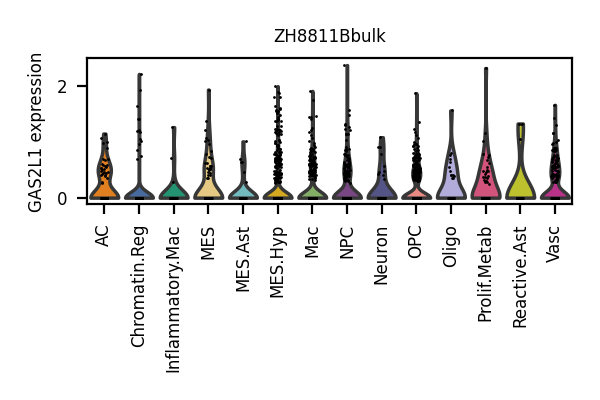 ZH8811Bbulk
GAS2L1 expression
2
0
AC
Chromatin.Reg
Inflammatory.Mac
MES
MES.Ast
MES.Hyp
Mac
NPC
Neuron
OPC
Oligo
Prolif.Metab
Reactive.Ast
Vasc